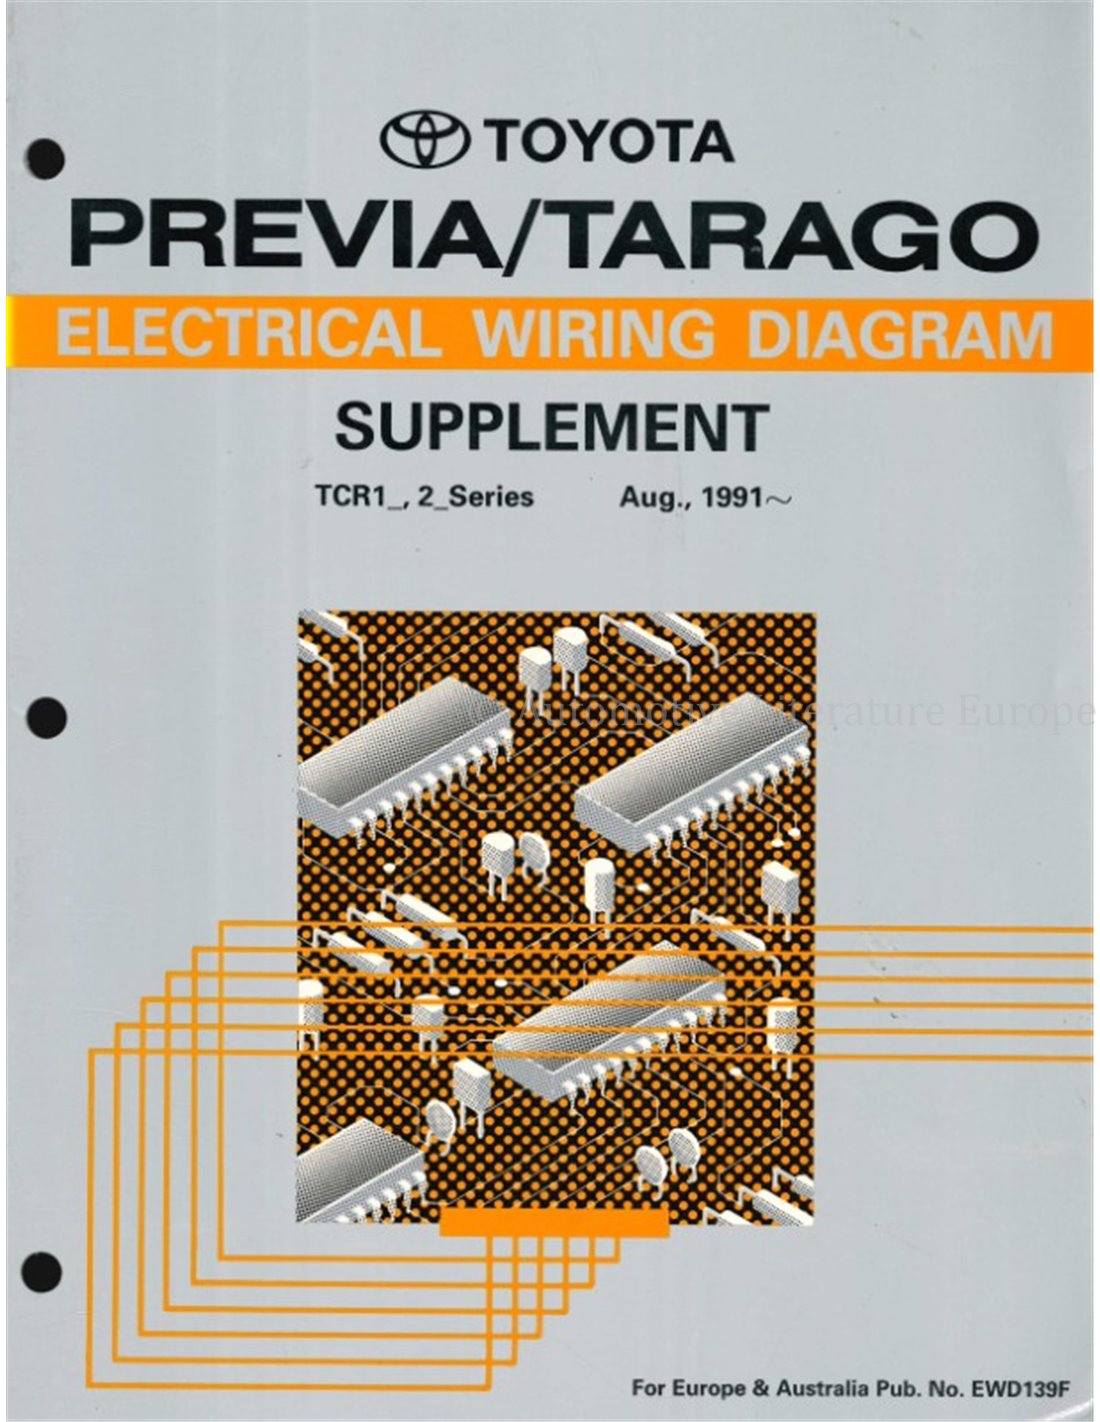 TOYOTA
PREVIA/TARAGO
ELECTRICAL WIRING DIAGRAM
SUPPLEMENT
TCR1_, 2_Series Aug., 1991~
Automotive Literature Europe
For Europe & Australia Pub. No. EWD139F